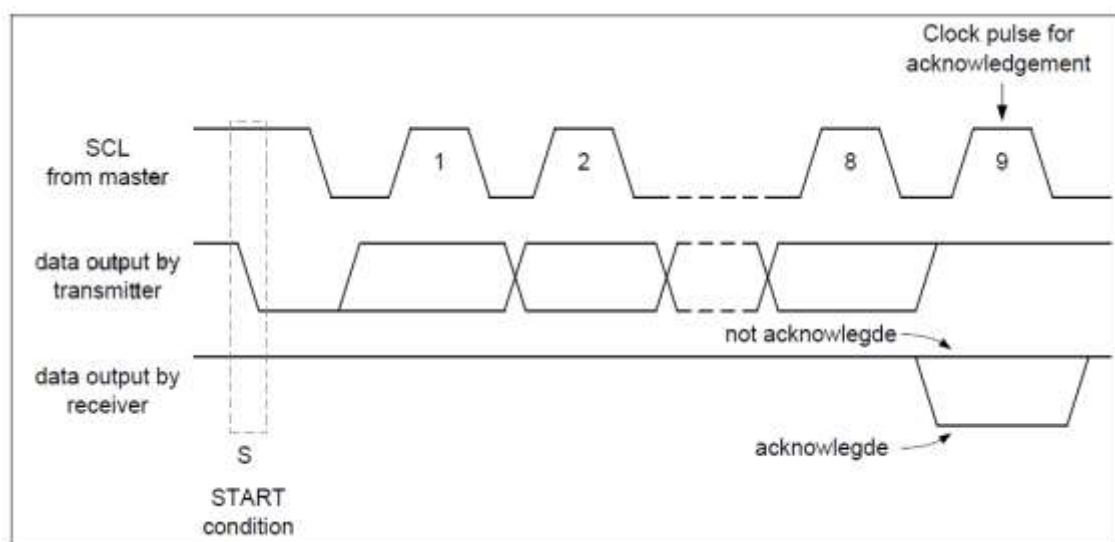 Clock pulse for
acknowledgement
SCL
from master
1
2
8
9
data output by
transmitter
not acknowlegde
data output by
receiver
acknowlegde
S
START
condition